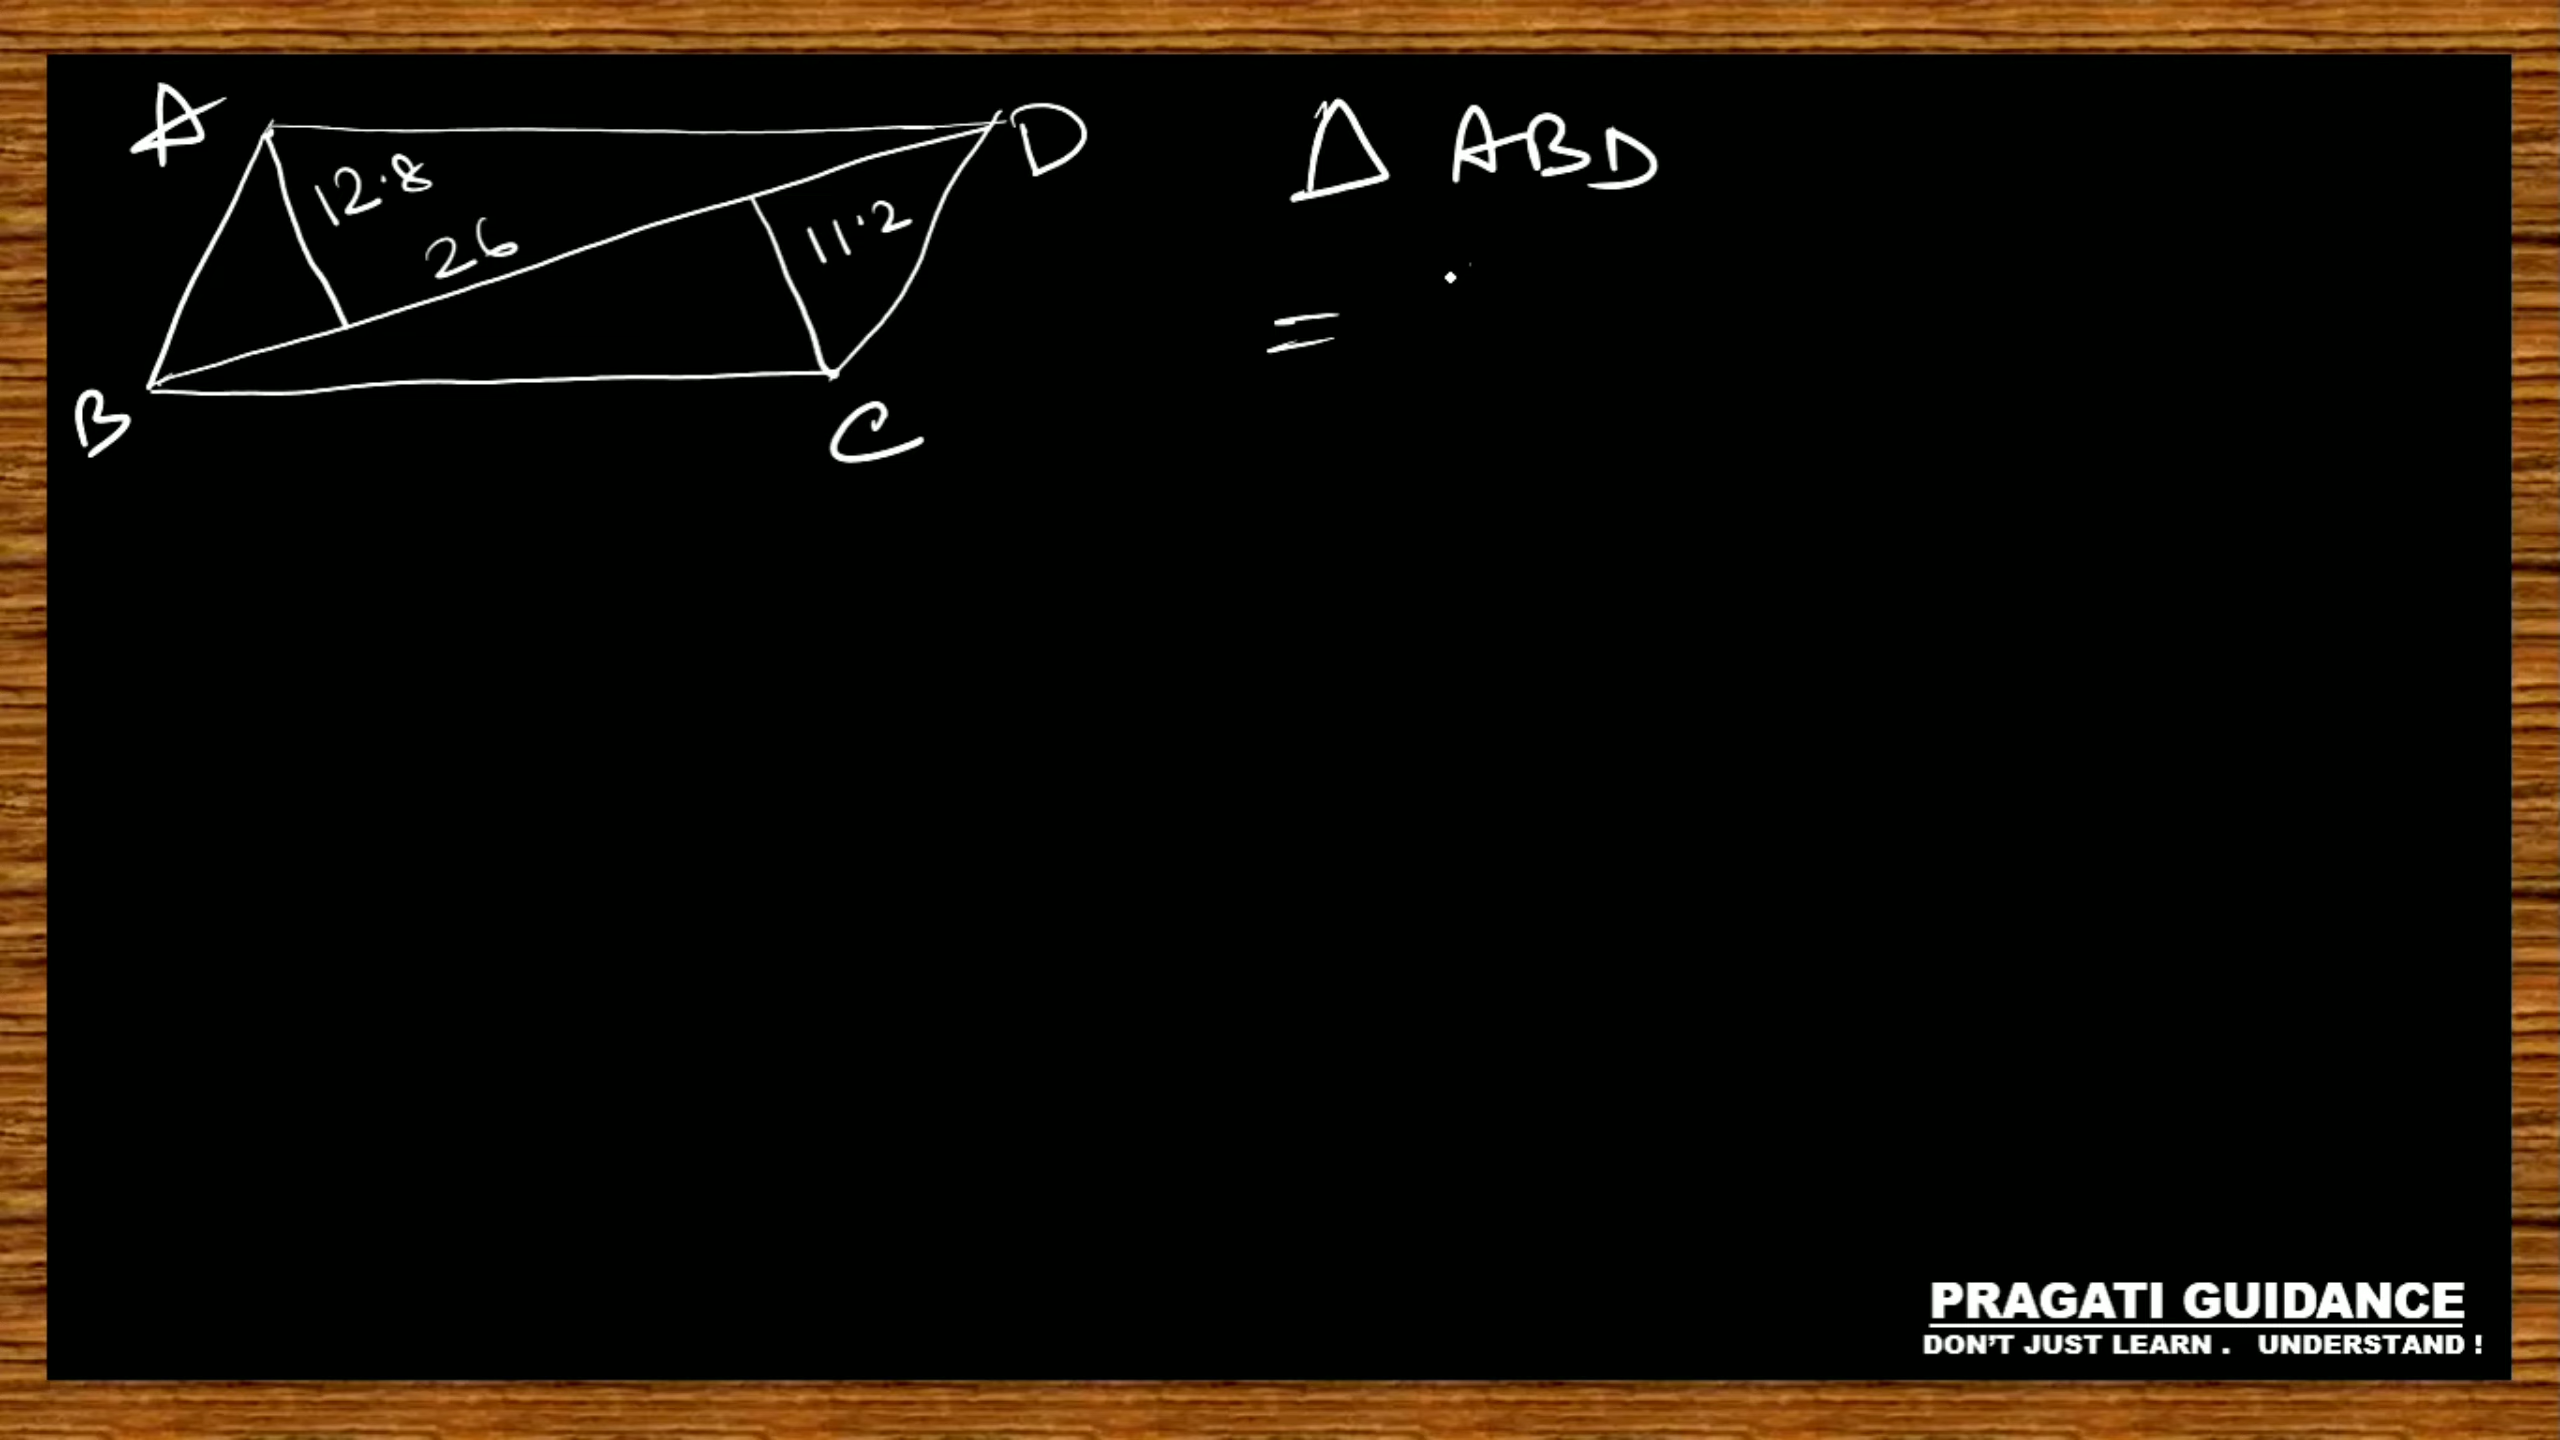 A
D
Δ ABD
12.8
26
11.2
=
B
C
PRAGATI GUIDANCE
DON'T JUST LEARN. UNDERSTAND!